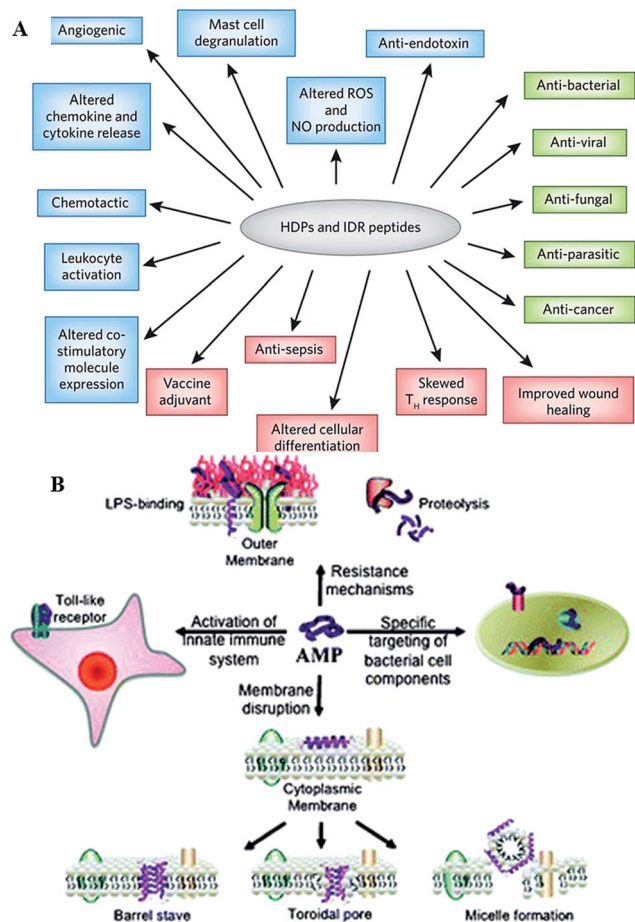 A
Angiogenic
Mast cell
degranulation
Anti-endotoxin
Altered
chemokine and
cytokine release
Altered ROS
and
NO production
Anti-bacterial
Anti-viral
Chemotactic
HDPs and IDR peptides
Anti-fungal
Leukocyte
activation
Anti-parasitic
Anti-cancer
Altered co-
stimulatory
molecule
expression
Vaccine
adjuvant
Anti-sepsis
Altered cellular
differentiation
Skewed
TH response
Improved wound
healing
B
LPS-binding
Outer
Membrane
Proteolysis
Resistance
mechanisms
Toll-like
receptor
Activation of
innate immune
system
AMP
Specific
targeting of
bacterial cell
components
Membrane
disruption
Cytoplasmic
Membrane
Barrel stave
Toroidal pore
Micelle formation